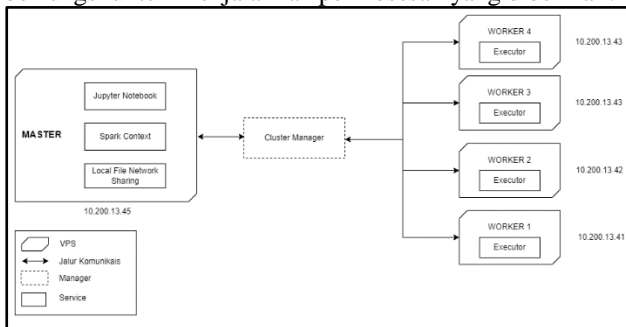 WORKER 4
Executor
10.200.13.43
Jupyter Notebook
WORKER 3
Executor
10.200.13.43
MASTER
Spark Context
Cluster Manager
Local File Network
Sharing
WORKER 2
Executor
10.200.13.42
10.200.13.45
WORKER 1
Executor
10.200.13.41
VPS
Jalur Komunikais
Manager
Service